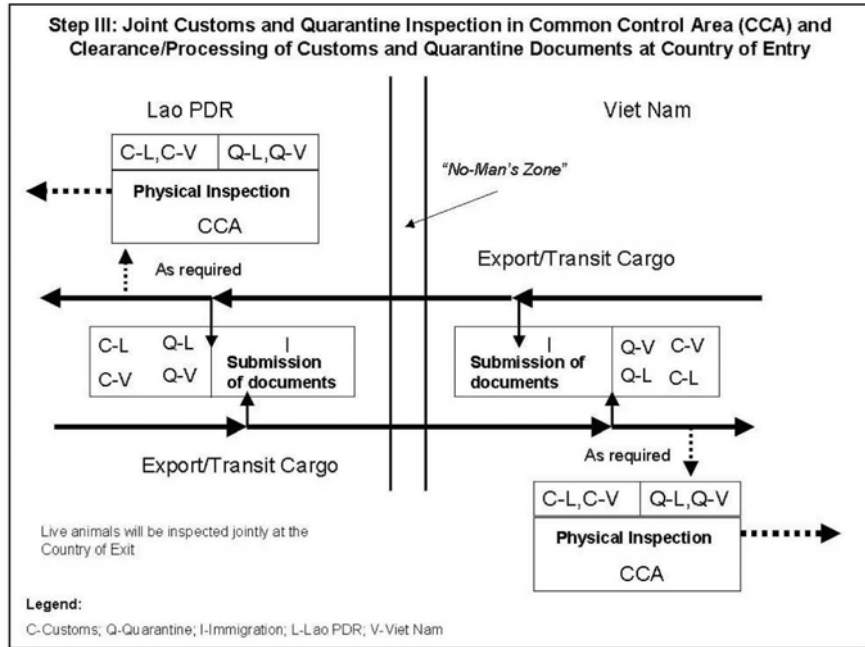 Step III: Joint Customs and Quarantine Inspection in Common Control Area (CCA) and
Clearance/Processing of Customs and Quarantine Documents at Country of Entry
Lao PDR
Viet Nam
C-L,C-V
Q-L,Q-V
Physical Inspection
CCA
"No-Man's Zone"
As required
Export/Transit Cargo
C-L
Q-L
C-V
Q-V
I
Submission
of documents
I
Submission of
documents
Q-V
C-V
Q-L
C-L
Export/Transit Cargo
As required
C-L,C-V
Q-L,Q-V
Physical Inspection
CCA
Live animals will be inspected jointly at the
Country of Exit
Legend:
C-Customs; Q-Quarantine; I-Immigration; L-Lao PDR; V-Viet Nam